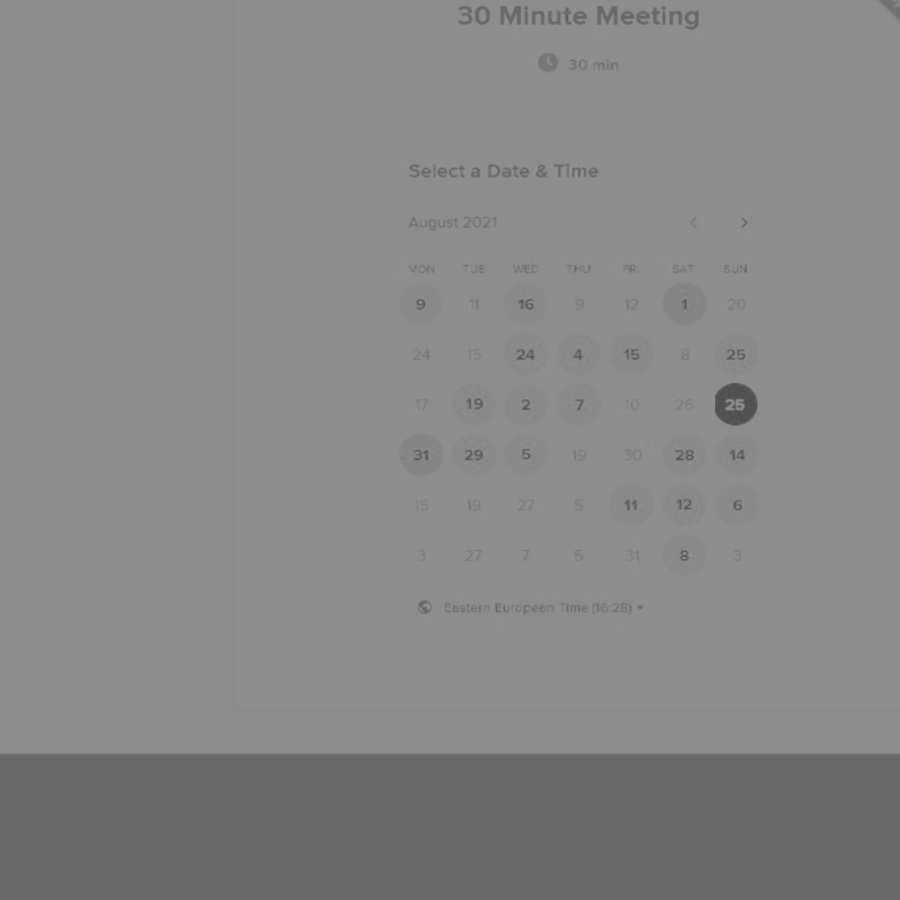 30 Minute Meeting
30 min
Select a Date & Time
August 2021
MON TUE WED THU FRI SAT SUN
9 11 16 9 12 1 20
24 15 24 4 15 8 25
17 19 2 7 10 26 25
31 29 5 19 30 28 14
15 19 27 5 11 12 6
3 27 7 5 31 8 3
Eastern European Time (16:28)